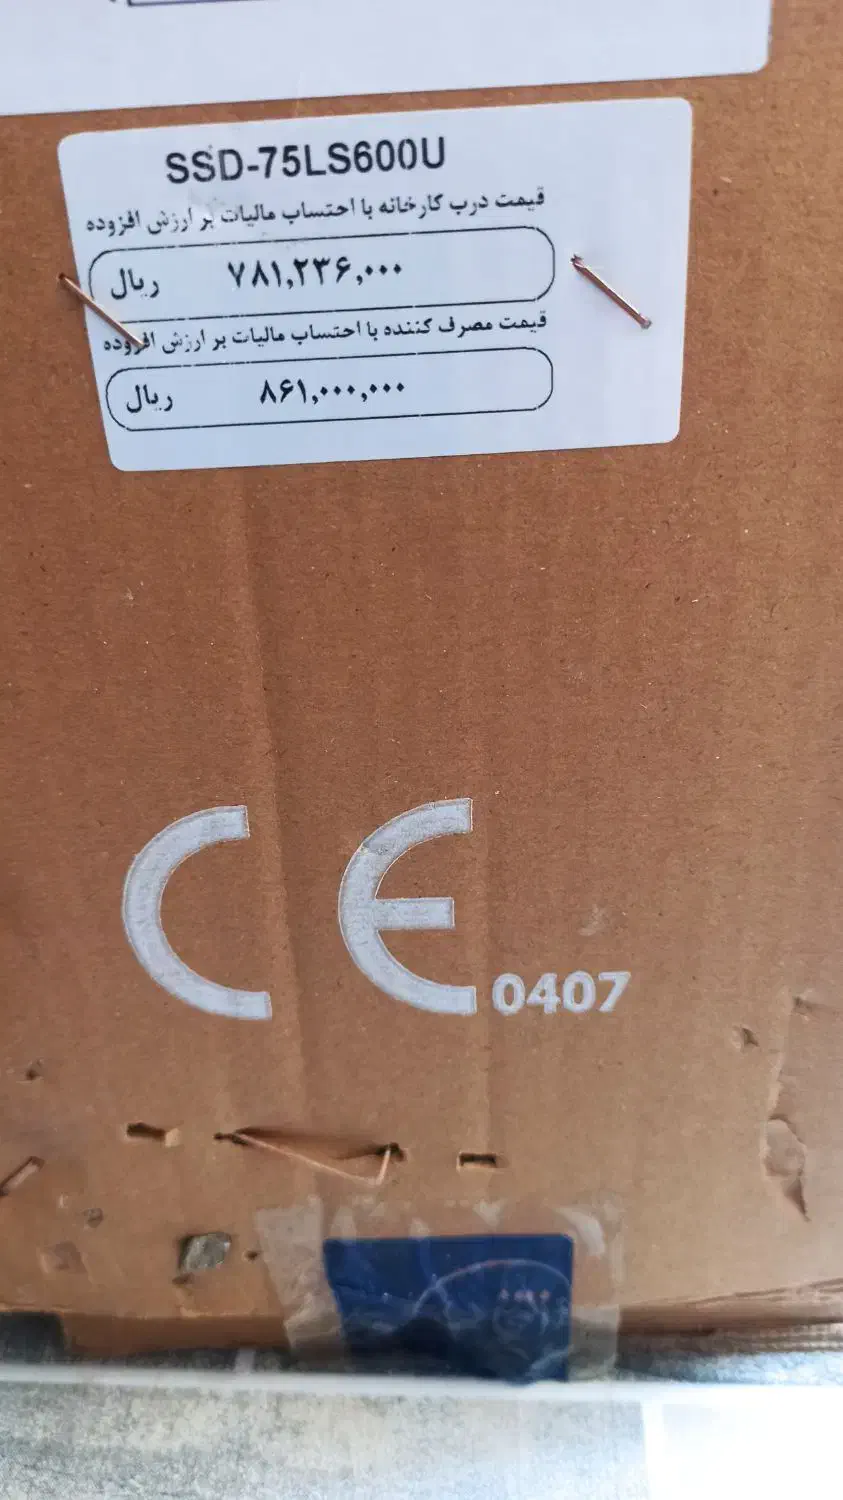 SSD-75LS600U
قیمت درب کارخانه با احتساب مالیات بر ارزش افزوده
۷۸۱,۲۳۶,۰۰۰ ریال
قیمت مصرف کننده با احتساب مالیات بر ارزش افزوده
۸۶۱,۰۰۰,۰۰۰ ریال
CE 0407